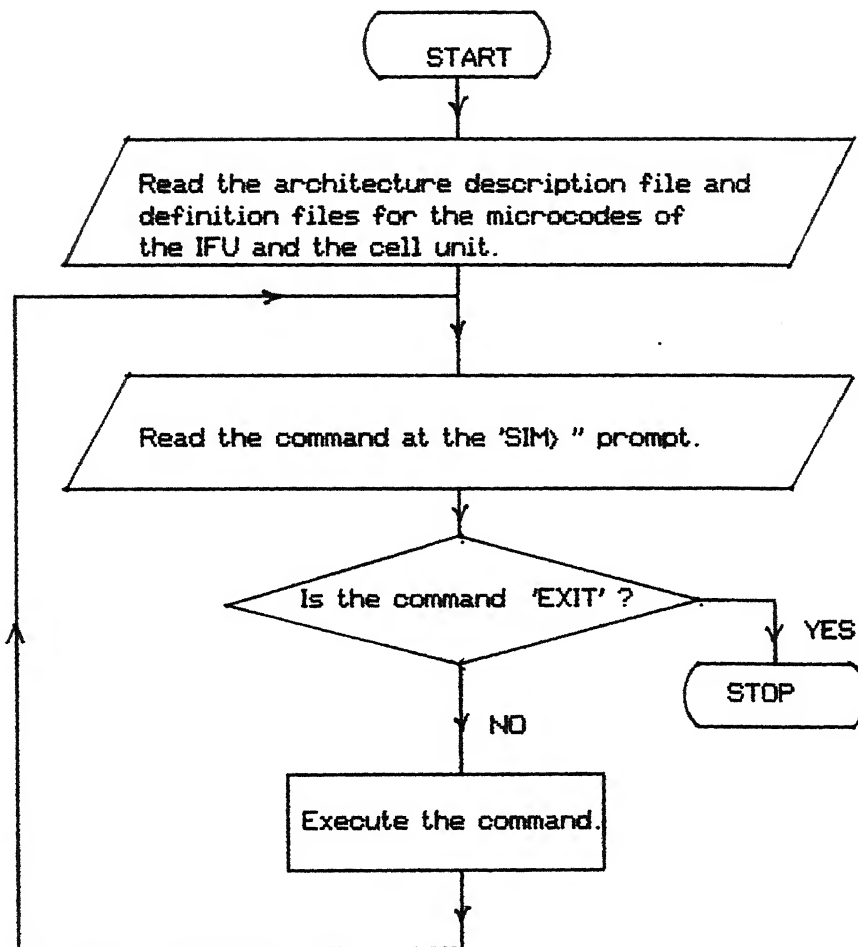 START
Read the architecture description file and
definition files for the microcodes of
the IFU and the cell unit.
Read the command at the 'SIM> " prompt.
Is the command 'EXIT' ?
YES
STOP
NO
Execute the command.